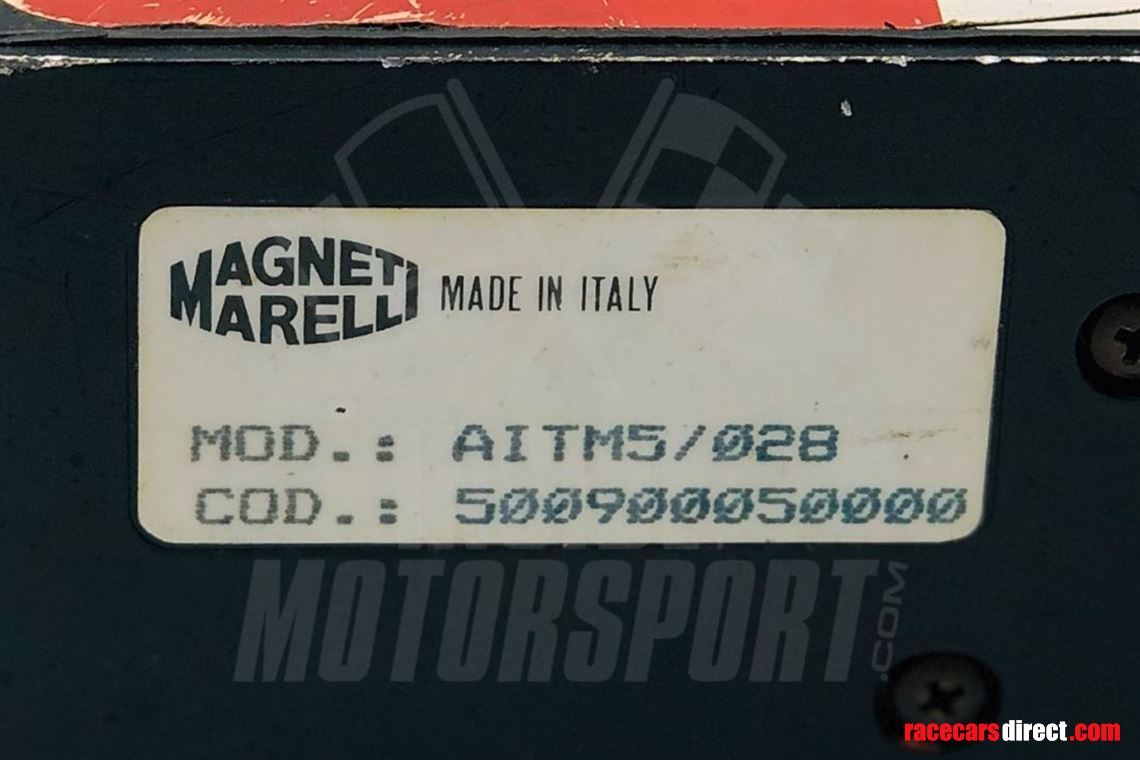 MAGNETI
MARELLI
MADE IN ITALY
MOD.: AITM5/028
COD.: 500900050000
MOTORSPORT
.COM
racecarsdirect.com